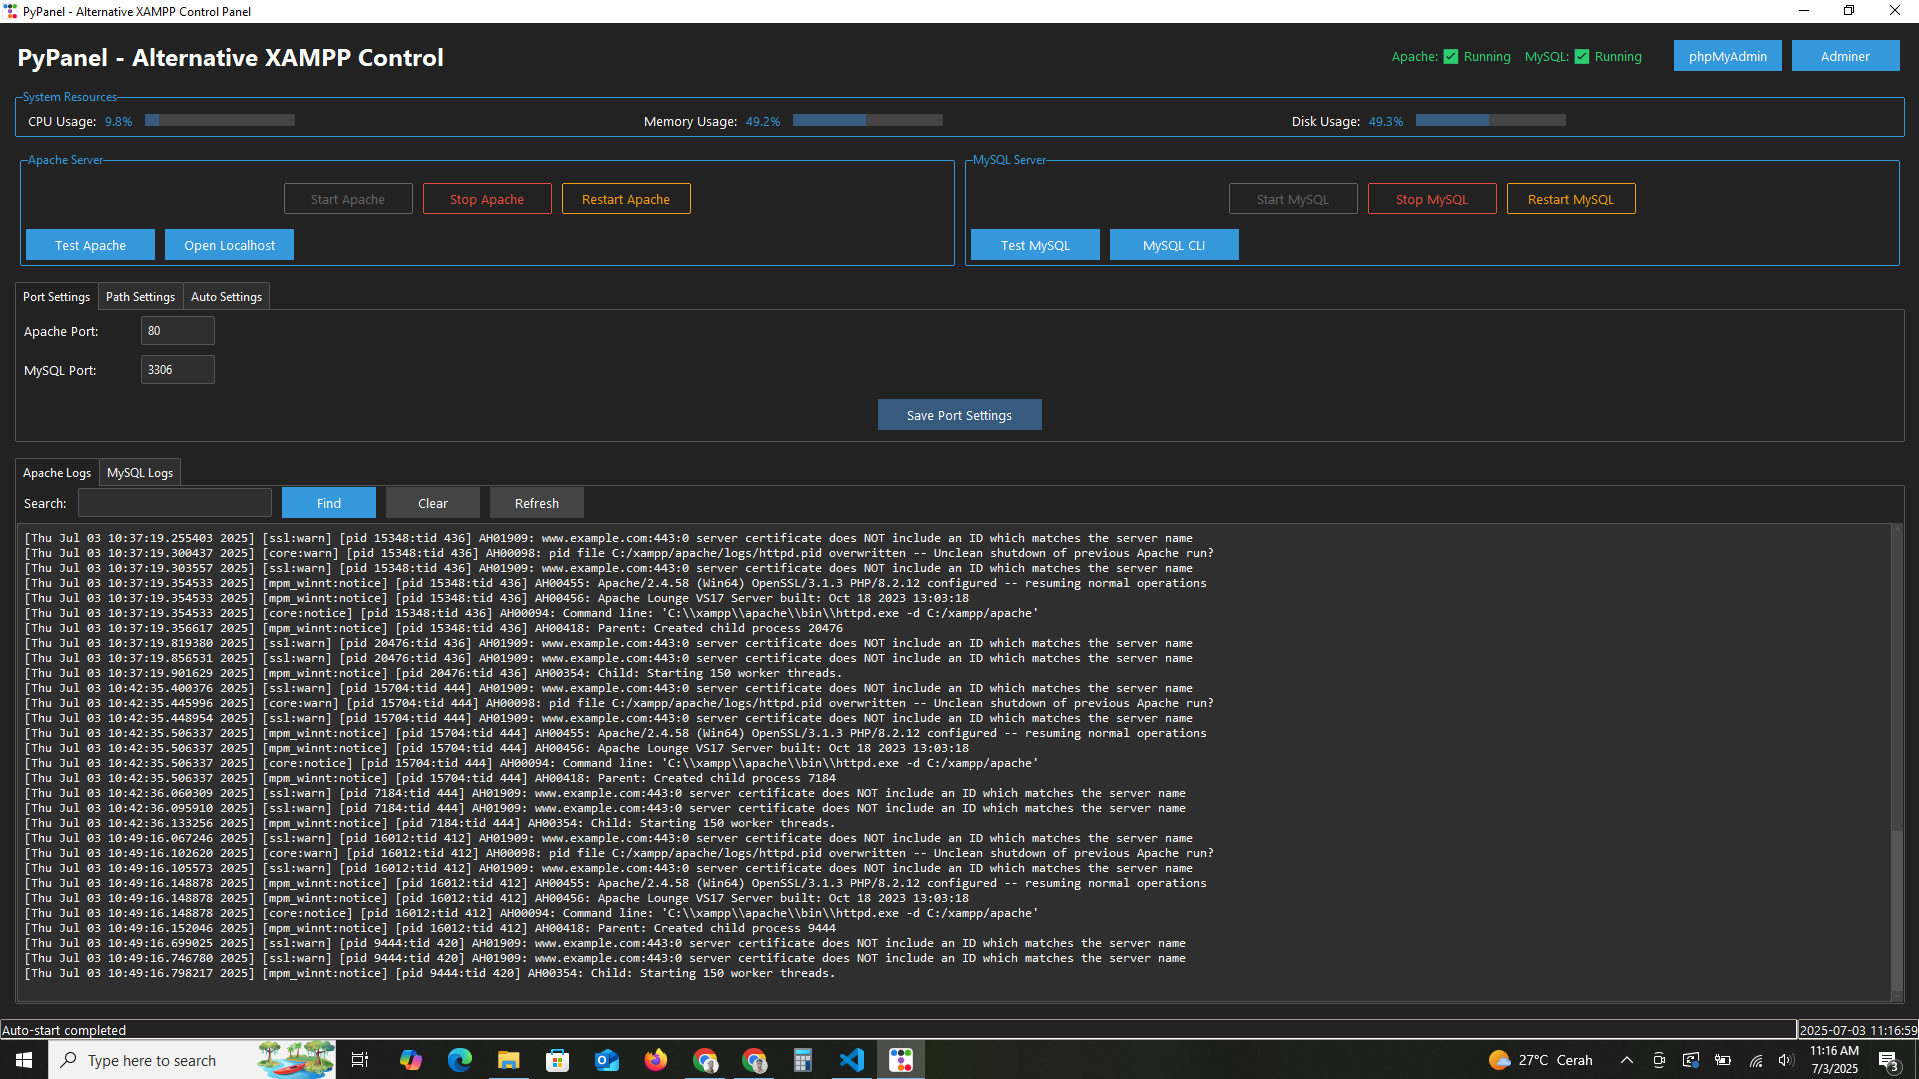 PyPanel - Alternative XAMPP Control Panel
PyPanel - Alternative XAMPP Control
Apache: Running MySQL: Running phpMyAdmin Adminer
System Resources
CPU Usage: 9.8% Memory Usage: 49.2% Disk Usage: 49.3%
Apache Server
Start Apache Stop Apache Restart Apache
Test Apache Open Localhost
MySQL Server
Start MySQL Stop MySQL Restart MySQL
Test MySQL MySQL CLI
Port Settings Path Settings Auto Settings
Apache Port: 80
MySQL Port: 3306
Save Port Settings
Apache Logs MySQL Logs
Search: Find Clear Refresh
[Thu Jul 03 10:37:19.255403 2025] [ssl:warn] [pid 15348:tid 436] AH01909: www.example.com:443:0 server certificate does NOT include an ID which matches the server name
[Thu Jul 03 10:37:19.300437 2025] [core:warn] [pid 15348:tid 436] AH00098: pid file C:/xampp/apache/logs/httpd.pid overwritten -- Unclean shutdown of previous Apache run?
[Thu Jul 03 10:37:19.303557 2025] [ssl:warn] [pid 15348:tid 436] AH01909: www.example.com:443:0 server certificate does NOT include an ID which matches the server name
[Thu Jul 03 10:37:19.354533 2025] [mpm_winnt:notice] [pid 15348:tid 436] AH00455: Apache/2.4.58 (Win64) OpenSSL/3.1.3 PHP/8.2.12 configured -- resuming normal operations
[Thu Jul 03 10:37:19.354533 2025] [mpm_winnt:notice] [pid 15348:tid 436] AH00456: Apache Lounge VS17 Server built: Oct 18 2023 13:03:18
[Thu Jul 03 10:37:19.354533 2025] [core:notice] [pid 15348:tid 436] AH00094: Command line: 'C:\\xampp\\apache\\bin\\httpd.exe -d C:/xampp/apache'
[Thu Jul 03 10:37:19.356617 2025] [mpm_winnt:notice] [pid 15348:tid 436] AH00418: Parent: Created child process 20476
[Thu Jul 03 10:37:19.819380 2025] [ssl:warn] [pid 20476:tid 436] AH01909: www.example.com:443:0 server certificate does NOT include an ID which matches the server name
[Thu Jul 03 10:37:19.856531 2025] [ssl:warn] [pid 20476:tid 436] AH01909: www.example.com:443:0 server certificate does NOT include an ID which matches the server name
[Thu Jul 03 10:37:19.901629 2025] [mpm_winnt:notice] [pid 20476:tid 436] AH00354: Child: Starting 150 worker threads.
[Thu Jul 03 10:42:35.400376 2025] [ssl:warn] [pid 15704:tid 444] AH01909: www.example.com:443:0 server certificate does NOT include an ID which matches the server name
[Thu Jul 03 10:42:35.445996 2025] [core:warn] [pid 15704:tid 444] AH00098: pid file C:/xampp/apache/logs/httpd.pid overwritten -- Unclean shutdown of previous Apache run?
[Thu Jul 03 10:42:35.448954 2025] [ssl:warn] [pid 15704:tid 444] AH01909: www.example.com:443:0 server certificate does NOT include an ID which matches the server name
[Thu Jul 03 10:42:35.506337 2025] [mpm_winnt:notice] [pid 15704:tid 444] AH00455: Apache/2.4.58 (Win64) OpenSSL/3.1.3 PHP/8.2.12 configured -- resuming normal operations
[Thu Jul 03 10:42:35.506337 2025] [mpm_winnt:notice] [pid 15704:tid 444] AH00456: Apache Lounge VS17 Server built: Oct 18 2023 13:03:18
[Thu Jul 03 10:42:35.506337 2025] [core:notice] [pid 15704:tid 444] AH00094: Command line: 'C:\\xampp\\apache\\bin\\httpd.exe -d C:/xampp/apache'
[Thu Jul 03 10:42:35.506337 2025] [mpm_winnt:notice] [pid 15704:tid 444] AH00418: Parent: Created child process 7184
[Thu Jul 03 10:42:36.060309 2025] [ssl:warn] [pid 7184:tid 444] AH01909: www.example.com:443:0 server certificate does NOT include an ID which matches the server name
[Thu Jul 03 10:42:36.095910 2025] [ssl:warn] [pid 7184:tid 444] AH01909: www.example.com:443:0 server certificate does NOT include an ID which matches the server name
[Thu Jul 03 10:42:36.133256 2025] [mpm_winnt:notice] [pid 7184:tid 444] AH00354: Child: Starting 150 worker threads.
[Thu Jul 03 10:49:16.067246 2025] [ssl:warn] [pid 16012:tid 412] AH01909: www.example.com:443:0 server certificate does NOT include an ID which matches the server name
[Thu Jul 03 10:49:16.102620 2025] [core:warn] [pid 16012:tid 412] AH00098: pid file C:/xampp/apache/logs/httpd.pid overwritten -- Unclean shutdown of previous Apache run?
[Thu Jul 03 10:49:16.105573 2025] [ssl:warn] [pid 16012:tid 412] AH01909: www.example.com:443:0 server certificate does NOT include an ID which matches the server name
[Thu Jul 03 10:49:16.148878 2025] [mpm_winnt:notice] [pid 16012:tid 412] AH00455: Apache/2.4.58 (Win64) OpenSSL/3.1.3 PHP/8.2.12 configured -- resuming normal operations
[Thu Jul 03 10:49:16.148878 2025] [mpm_winnt:notice] [pid 16012:tid 412] AH00456: Apache Lounge VS17 Server built: Oct 18 2023 13:03:18
[Thu Jul 03 10:49:16.148878 2025] [core:notice] [pid 16012:tid 412] AH00094: Command line: 'C:\\xampp\\apache\\bin\\httpd.exe -d C:/xampp/apache'
[Thu Jul 03 10:49:16.152046 2025] [mpm_winnt:notice] [pid 16012:tid 412] AH00418: Parent: Created child process 9444
[Thu Jul 03 10:49:16.699025 2025] [ssl:warn] [pid 9444:tid 420] AH01909: www.example.com:443:0 server certificate does NOT include an ID which matches the server name
[Thu Jul 03 10:49:16.746780 2025] [ssl:warn] [pid 9444:tid 420] AH01909: www.example.com:443:0 server certificate does NOT include an ID which matches the server name
[Thu Jul 03 10:49:16.798217 2025] [mpm_winnt:notice] [pid 9444:tid 420] AH00354: Child: Starting 150 worker threads.
Auto-start completed 2025-07-03 11:16:59
Type here to search 27°C Cerah 11:16 AM
7/3/2025 3